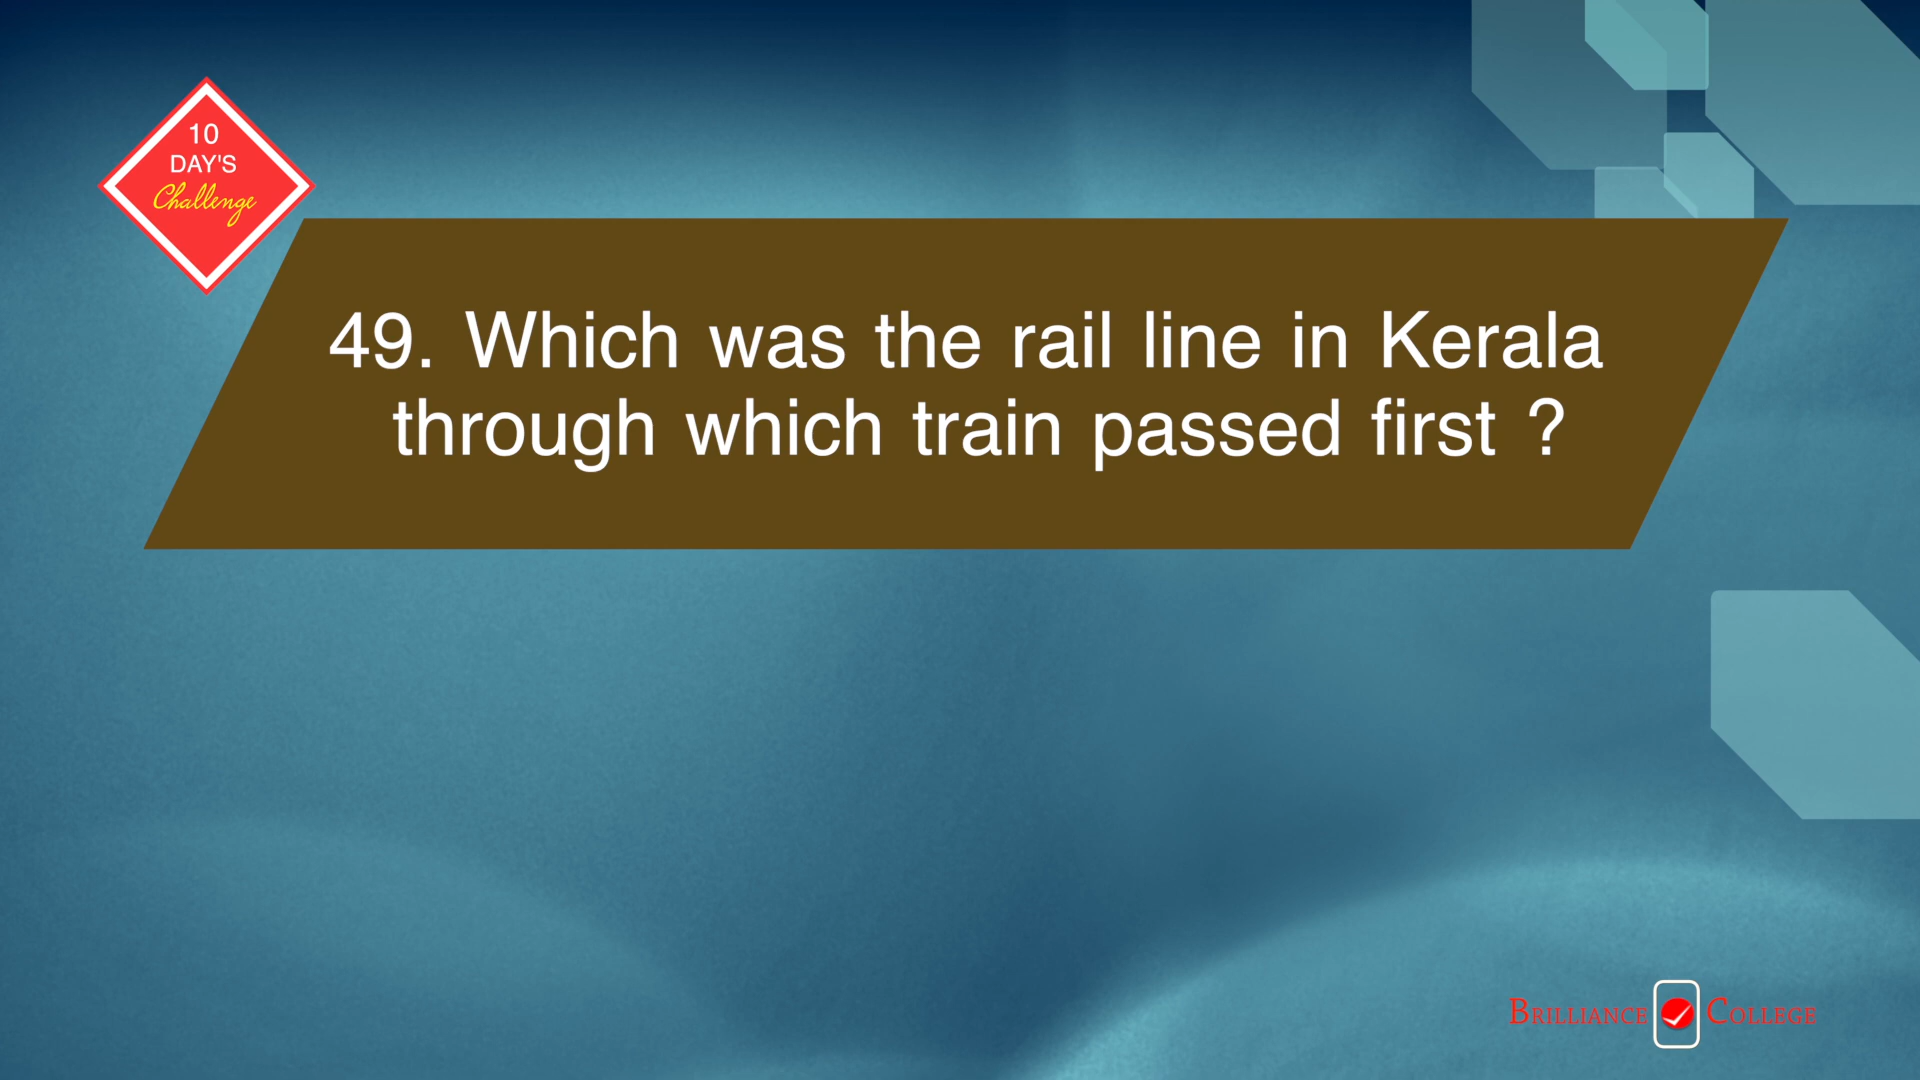 10
DAY'S
Challenge
49. Which was the rail line in Kerala
through which train passed first ?
BRILLIANCE COLLEGE